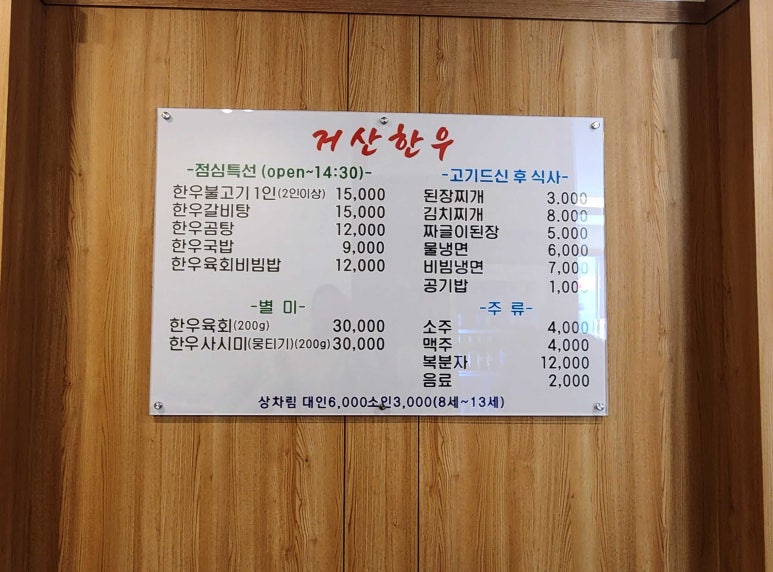 저산한우
-점심특선 (open~14:30)-
한우불고기 1인(2인이상) 15,000
한우갈비탕 15,000
한우곰탕 12,000
한우국밥 9,000
한우육회비빔밥 12,000
-별 미-
한우육회(200g) 30,000
한우사시미(뭉티기)(200g) 30,000
-고기드신 후 식사-
된장찌개 3,000
김치찌개 8,000
짜글이된장 5,000
물냉면 6,000
비빔냉면 7,000
공기밥 1,000
-주 류-
소주 4,000
맥주 4,000
복분자 12,000
음료 2,000
상차림 대인6,000소인3,000(8세~13세)